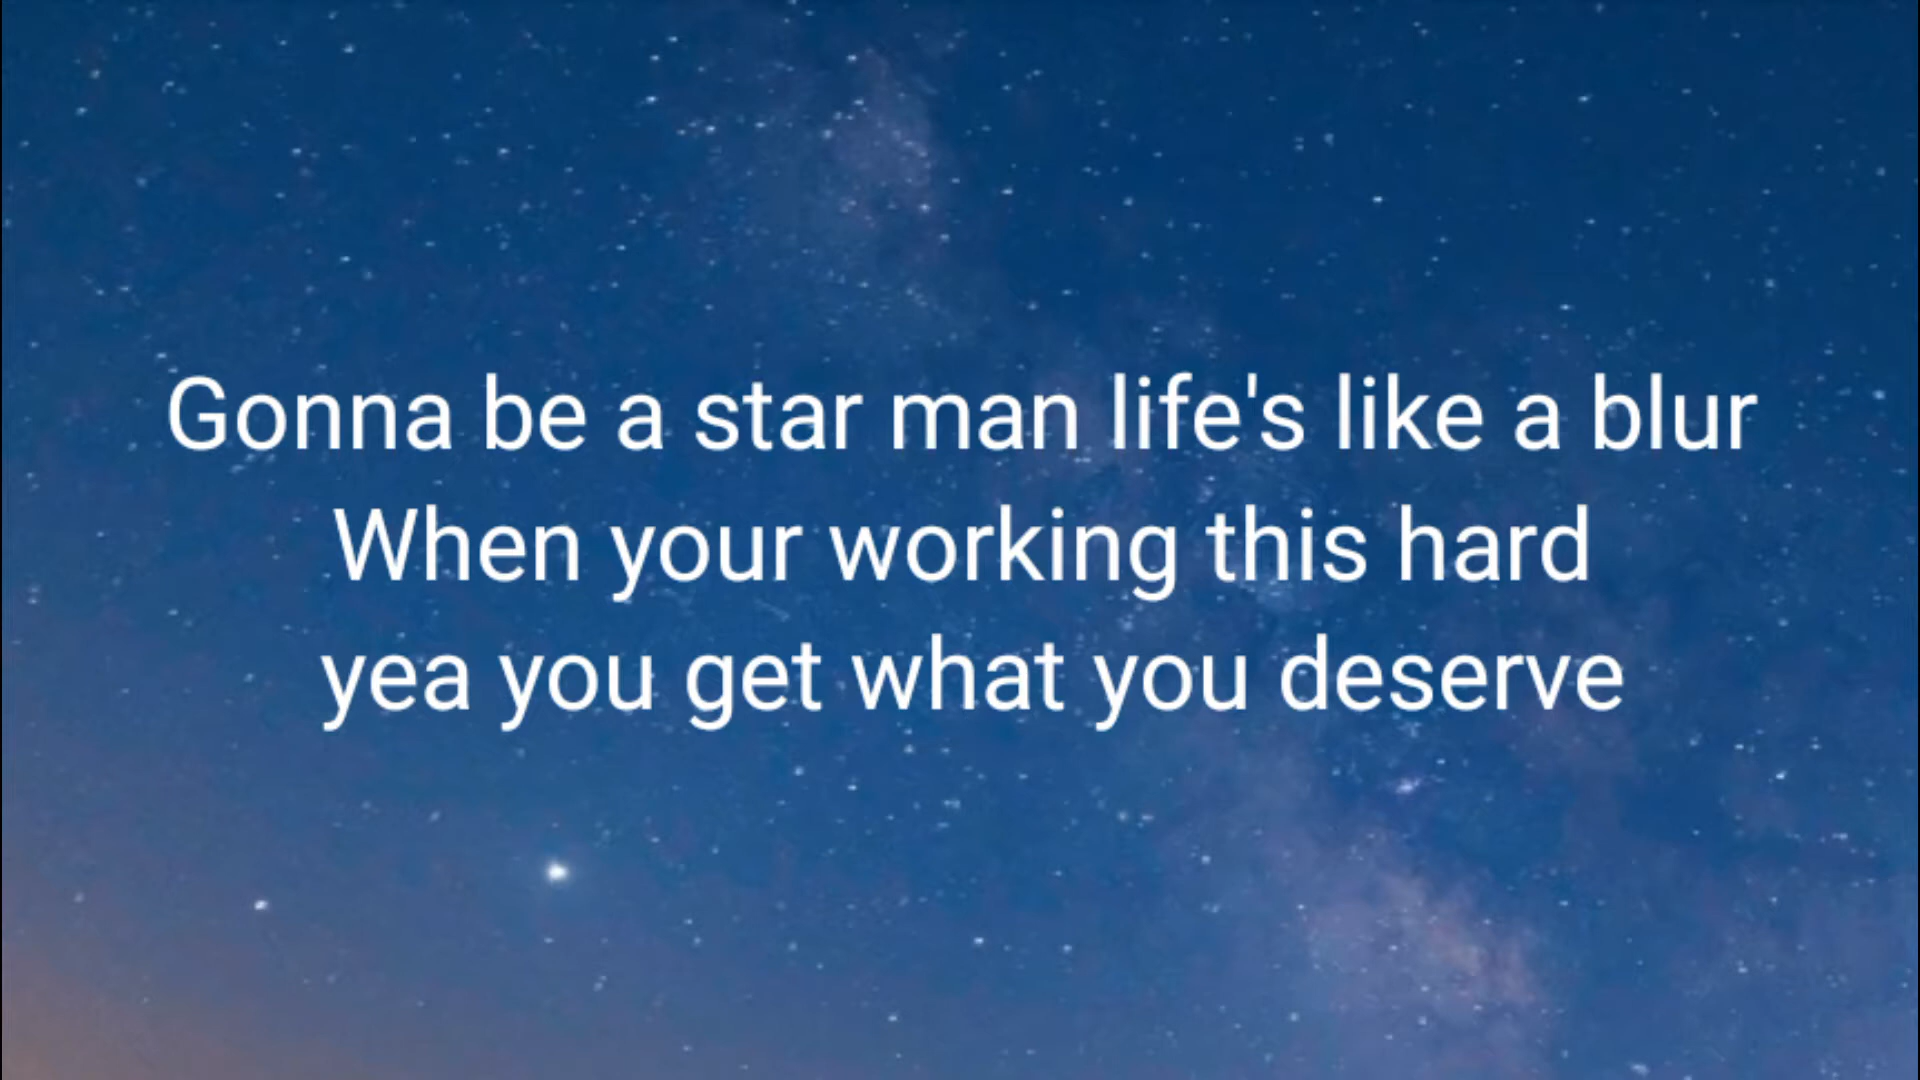 Gonna be a star man life's like a blur
When your working this hard
yea you get what you deserve